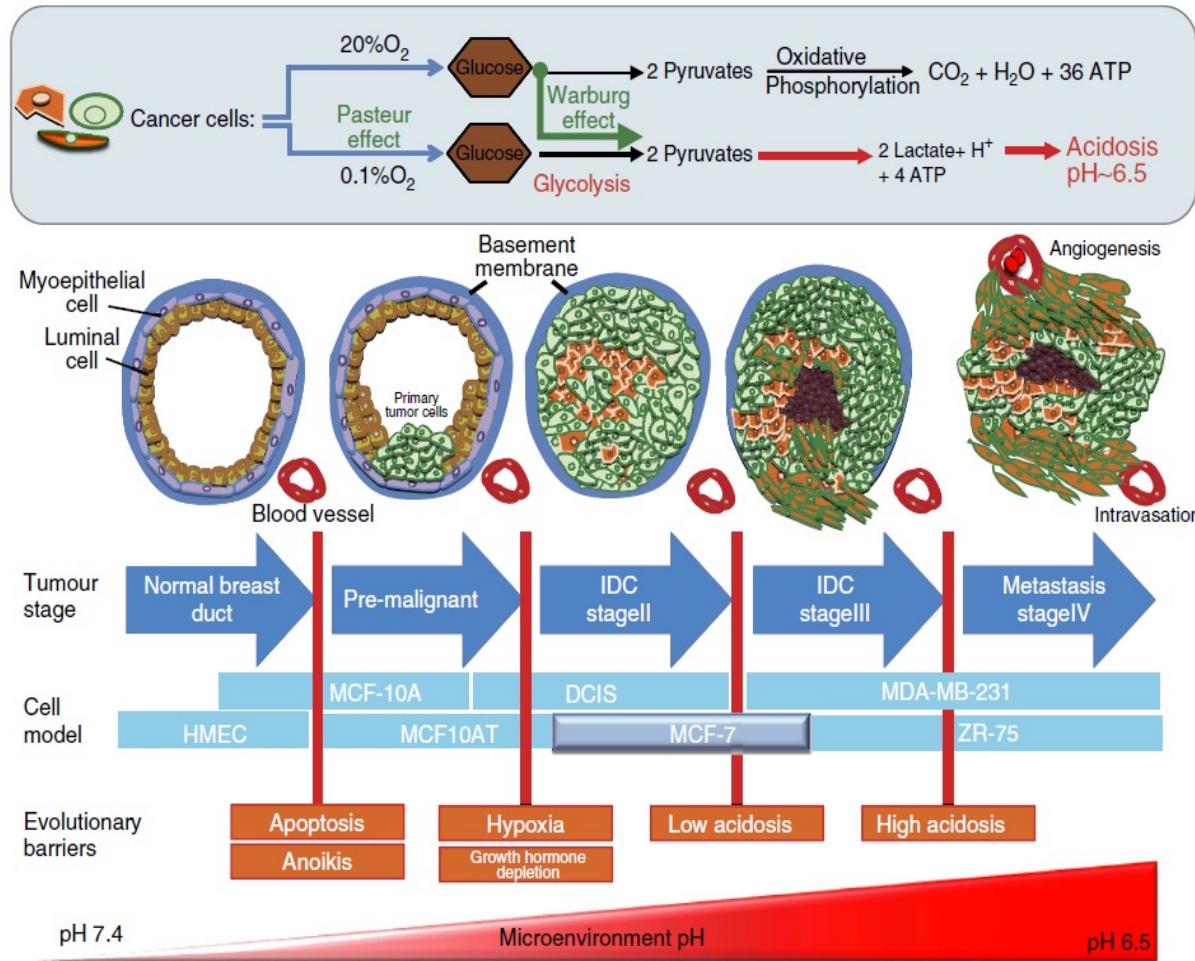 20%O₂
Glucose
2 Pyruvates
Oxidative
Phosphorylation
CO₂ + H₂O + 36 ATP
Cancer cells:
Pasteur
effect
Warburg
effect
0.1%O₂
Glucose
Glycolysis
2 Pyruvates
2 Lactate+ H⁺
+ 4 ATP
Acidosis
pH~6.5
Myoepithelial
cell
Luminal
cell
Basement
membrane
Primary
tumor cells
Angiogenesis
Blood vessel
Intravasation
Tumour
stage
Normal breast
duct
Pre-malignant
IDC
stageII
IDC
stageIII
Metastasis
stageIV
Cell
model
MCF-10A
DCIS
MDA-MB-231
HMEC
MCF10AT
MCF-7
ZR-75
Evolutionary
barriers
Apoptosis
Anoikis
Hypoxia
Growth hormone
depletion
Low acidosis
High acidosis
pH 7.4
Microenvironment pH
pH 6.5